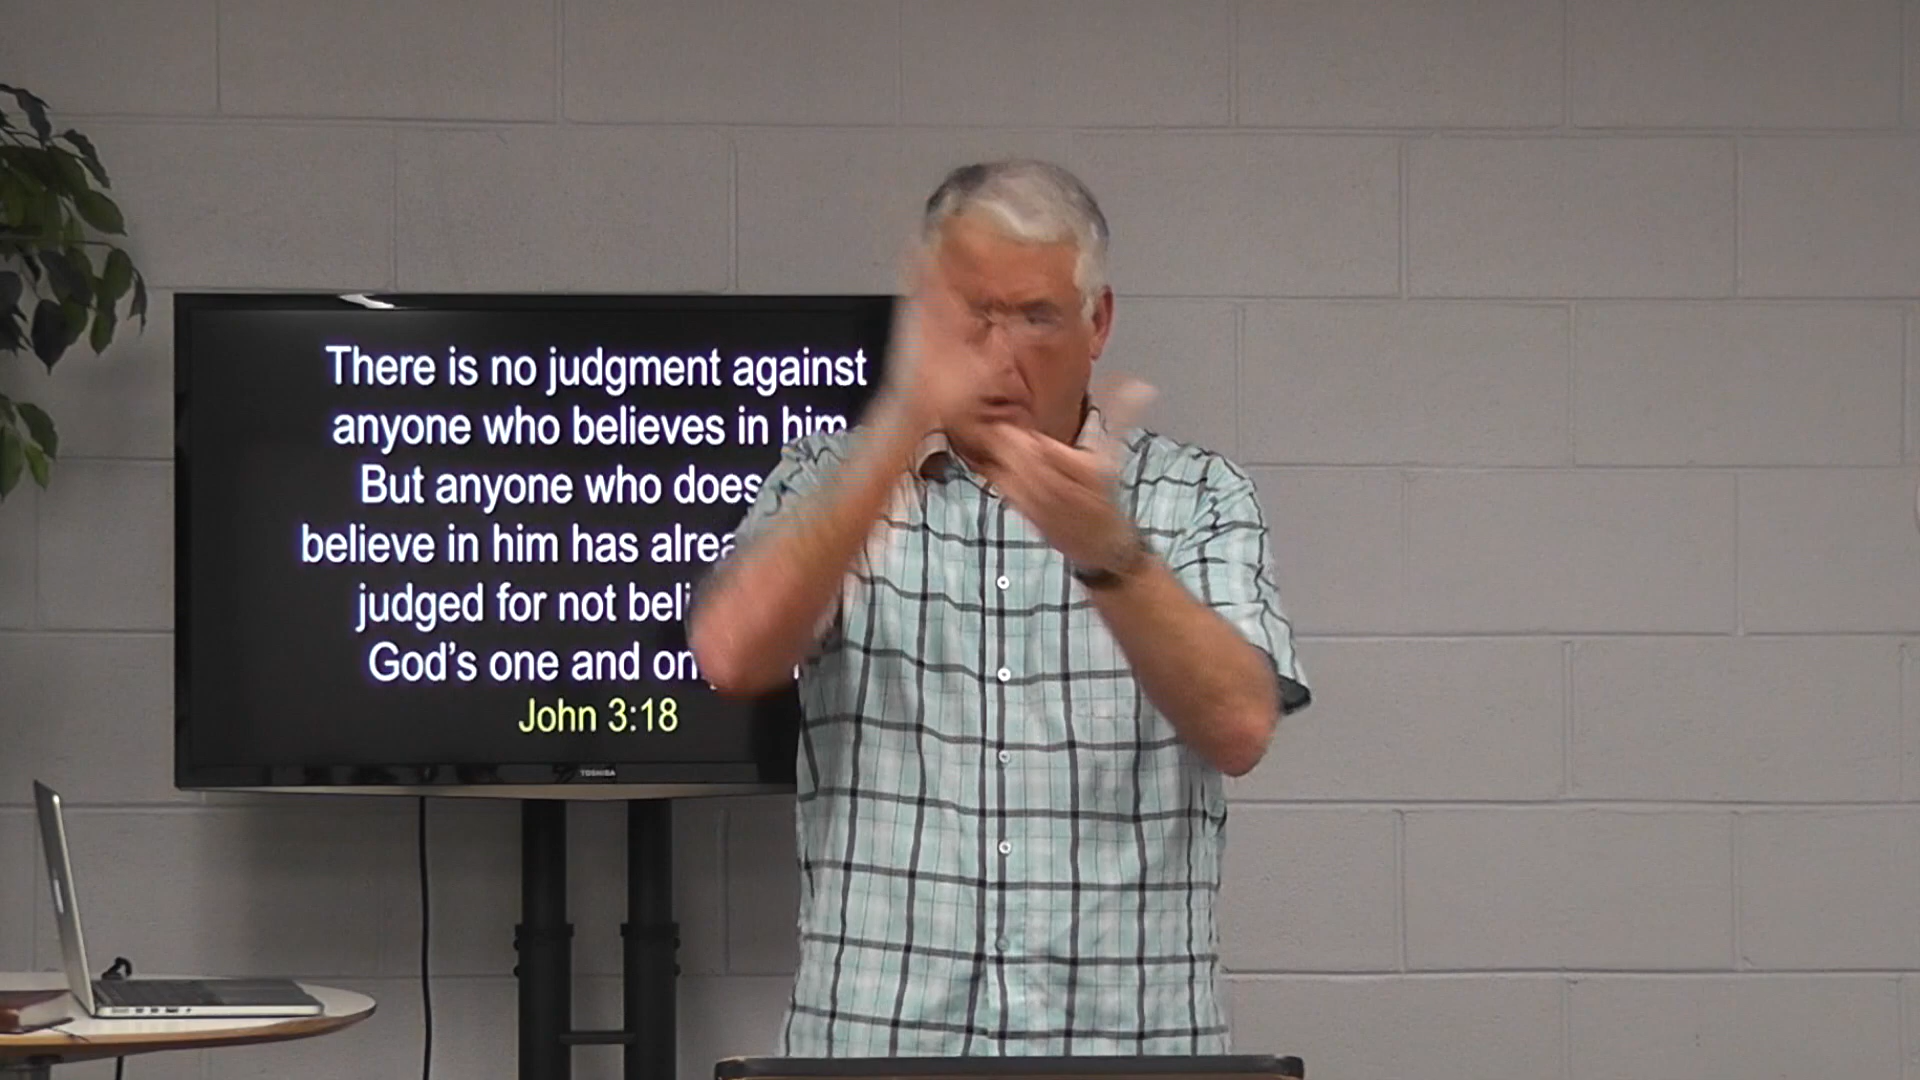 There is no judgment against
anyone who believes in him
But anyone who does
believe in him has alrea
judged for not beli
God's one and on
John 3:18
TOSHIBA